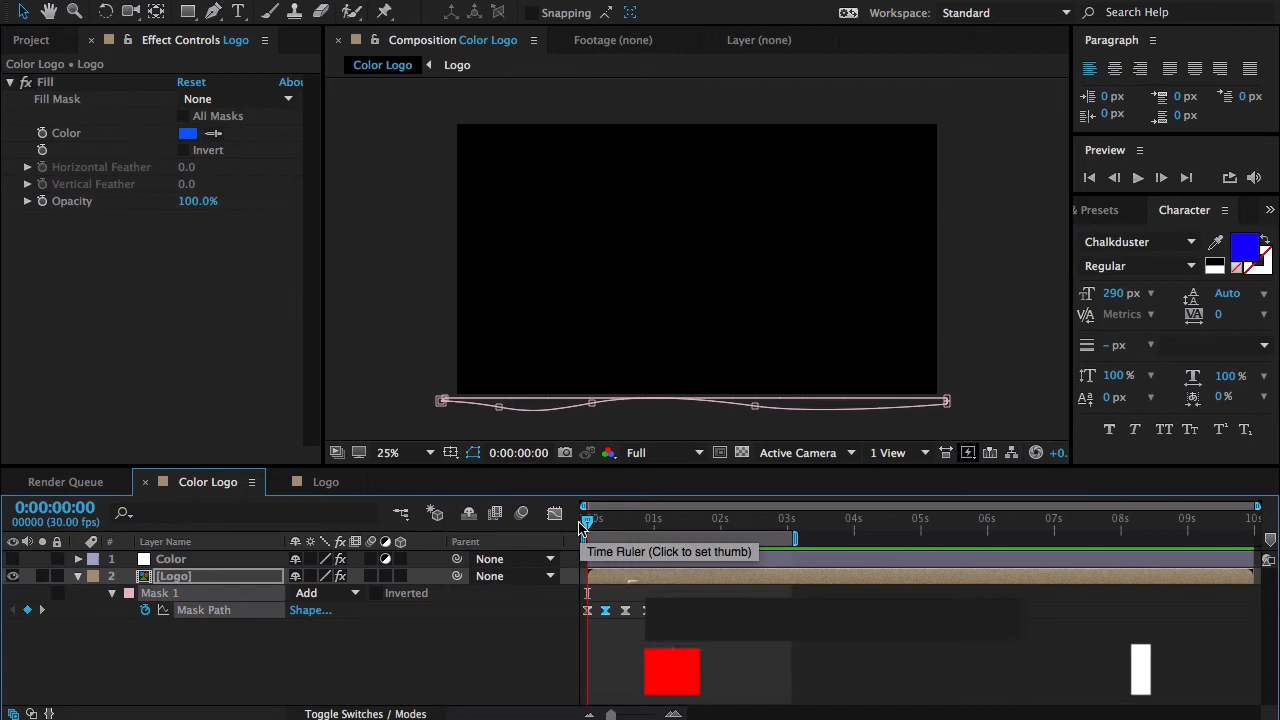 Snapping
Workspace: Standard
Search Help
Project
Effect Controls Logo
Composition Color Logo
Footage (none)
Layer (none)
Paragraph
Color Logo • Logo
Color Logo
Logo
fx Fill
Reset
Abou
Fill Mask
None
All Masks
Color
Invert
Horizontal Feather
0.0
Vertical Feather
0.0
Opacity
100.0%
0 px
0 px
0 px
0 px
0 px
Preview
& Presets
Character
Chalkduster
Regular
290 px
Auto
Metrics
0
- px
100 %
100 %
0 px
0 %
T T TT Tt T¹ T₁
25%
0:00:00:00
Full
Active Camera
1 View
+0.
Render Queue
Color Logo
Logo
0:00:00:00
00000 (30.00 fps)
00s 01s 02s 03s 04s 05s 06s 07s 08s 09s 10s
# Layer Name
Parent
Time Ruler (Click to set thumb)
1 Color
None
2 [Logo]
None
Mask 1
Add
Inverted
Mask Path
Shape...
Toggle Switches / Modes